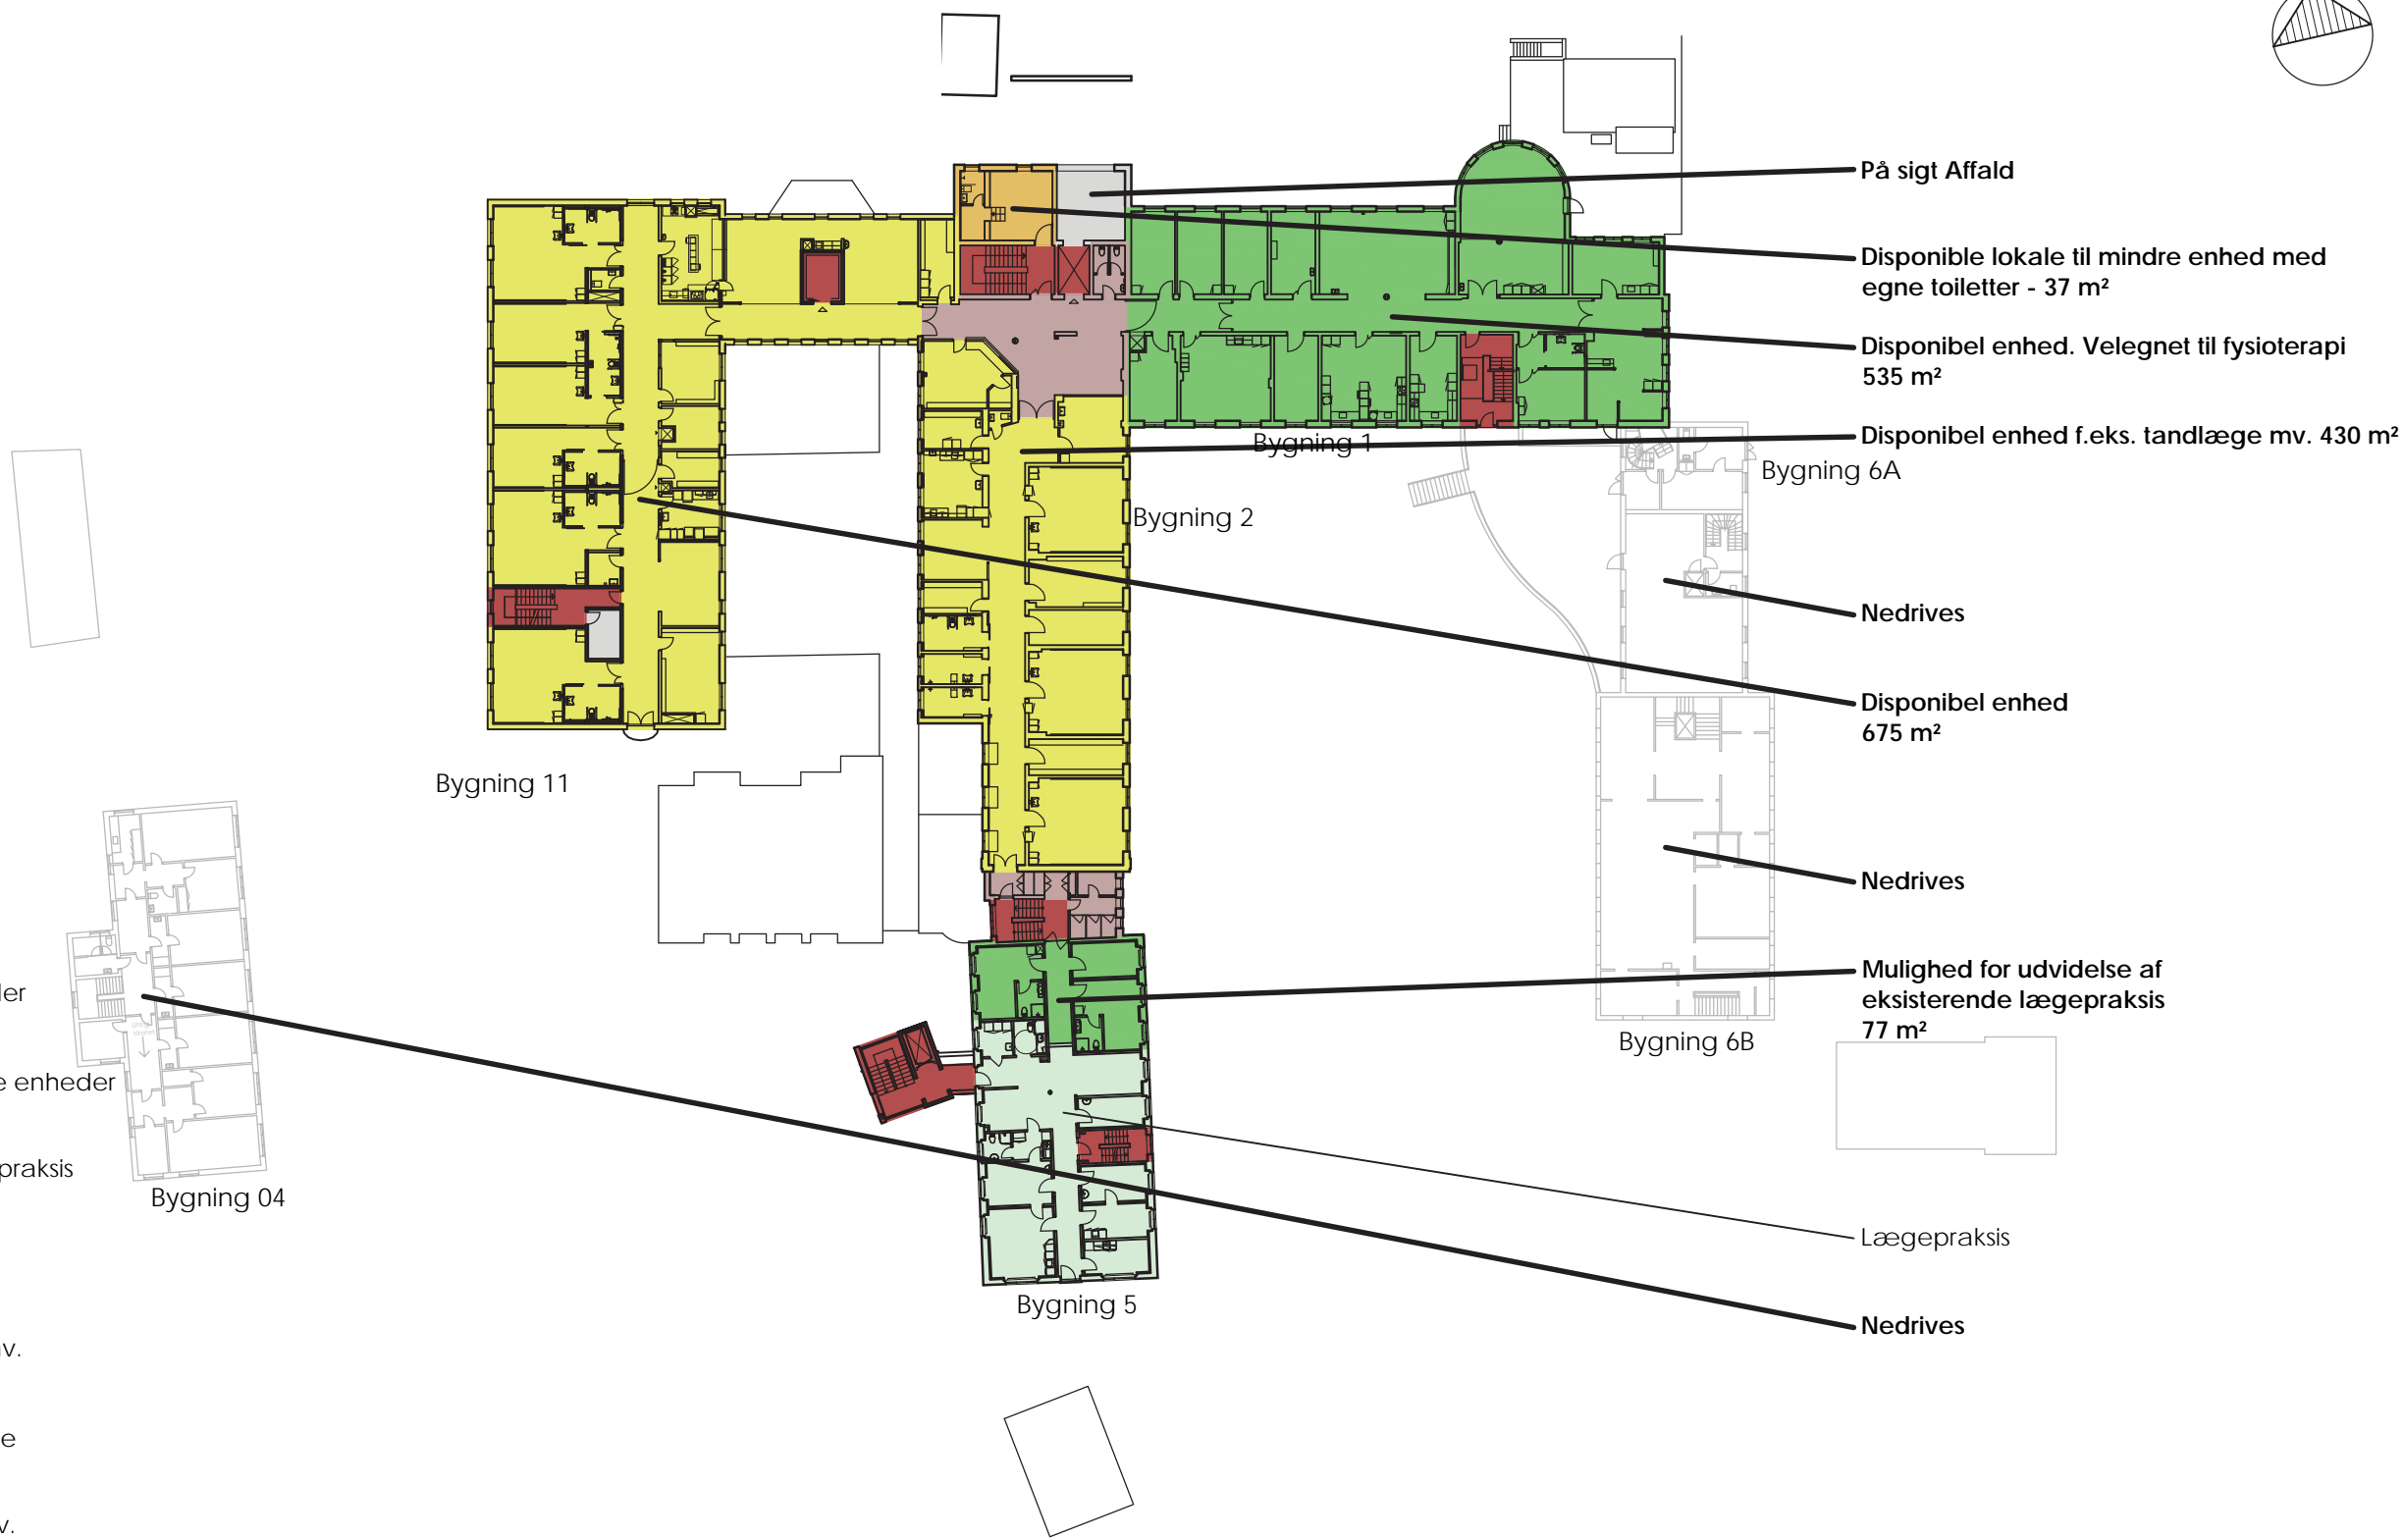 På sigt Affald
Disponible lokale til mindre enhed med
egne toiletter - 37 m²
Disponibel enhed. Velegnet til fysioterapi
535 m²
Disponibel enhed f.eks. tandlæge mv. 430 m²
Bygning 1
Bygning 6A
Bygning 2
Nedrives
Disponibel enhed
675 m²
Bygning 11
Nedrives
Mulighed for udvidelse af
eksisterende lægepraksis
77 m²
ler
Bygning 6B
e enheder
praksis
Bygning 04
Lægepraksis
Bygning 5
Nedrives
v.
e
v.